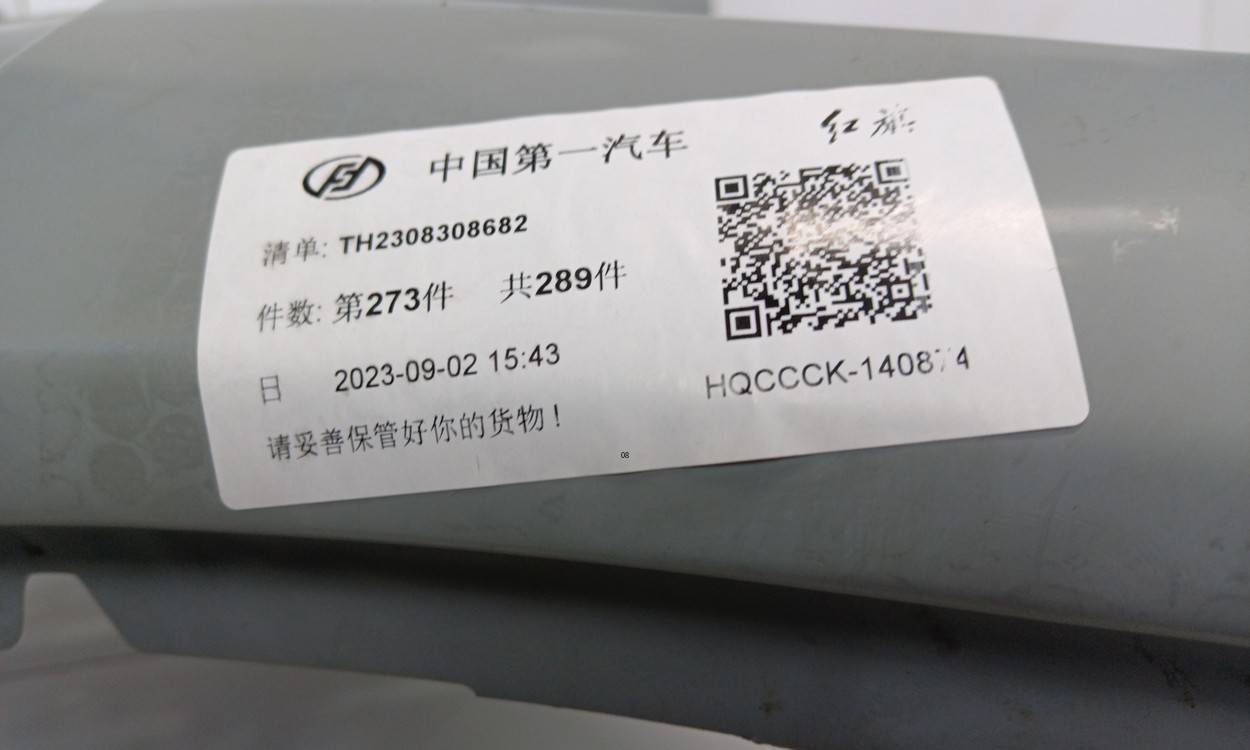 中国第一汽车
红旗
清单: TH2308308682
件数: 第273件 共289件
日 2023-09-02 15:43
请妥善保管好你的货物!
08